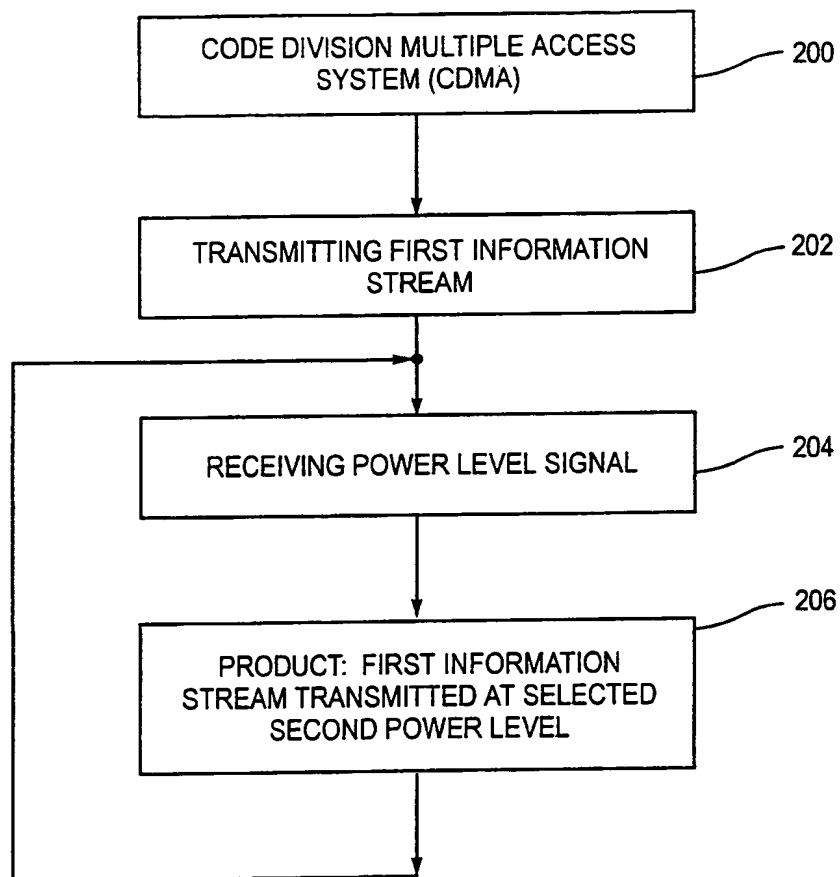 CODE DIVISION MULTIPLE ACCESS
SYSTEM (CDMA)
200
TRANSMITTING FIRST INFORMATION
STREAM
202
RECEIVING POWER LEVEL SIGNAL
204
206
PRODUCT: FIRST INFORMATION
STREAM TRANSMITTED AT SELECTED
SECOND POWER LEVEL